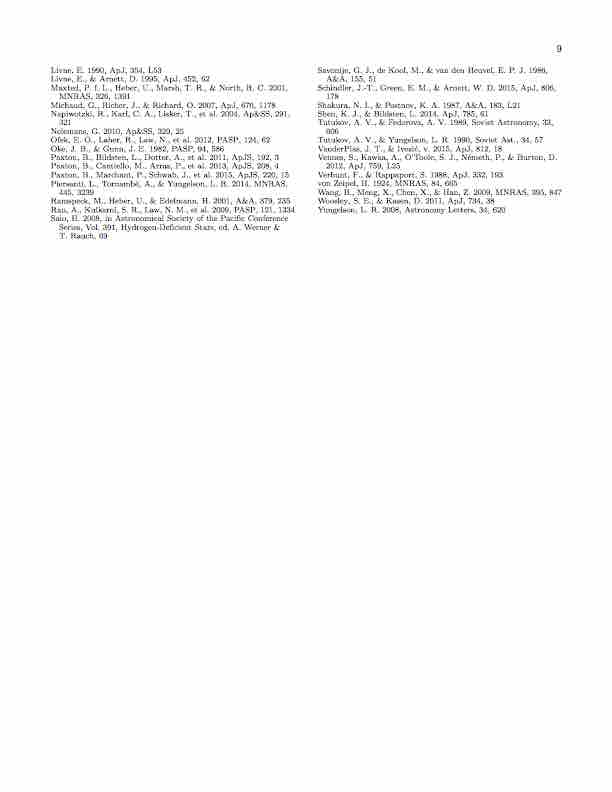 9
Livne, E. 1990, ApJ, 354, L53
Livne, E., & Arnett, D. 1995, ApJ, 452, 62
Maxted, P. f. L., Heber, U., Marsh, T. R., & North, R. C. 2001,
MNRAS, 326, 1391
Michaud, G., Richer, J., & Richard, O. 2007, ApJ, 670, 1178
Napiwotzki, R., Karl, C. A., Lisker, T., et al. 2004, Ap&SS, 291,
321
Nelemans, G. 2010, Ap&SS, 329, 25
Ofek, E. O., Laher, R., Law, N., et al. 2012, PASP, 124, 62
Oke, J. B., & Gunn, J. E. 1982, PASP, 94, 586
Paxton, B., Bildsten, L., Dotter, A., et al. 2011, ApJS, 192, 3
Paxton, B., Cantiello, M., Arras, P., et al. 2013, ApJS, 208, 4
Paxton, B., Marchant, P., Schwab, J., et al. 2015, ApJS, 220, 15
Piersanti, L., Tornambé, A., & Yungelson, L. R. 2014, MNRAS,
445, 3239
Ramspeck, M., Heber, U., & Edelmann, H. 2001, A&A, 379, 235
Rau, A., Kulkarni, S. R., Law, N. M., et al. 2009, PASP, 121, 1334
Saio, H. 2008, in Astronomical Society of the Pacific Conference
Series, Vol. 391, Hydrogen-Deficient Stars, ed. A. Werner &
T. Rauch, 69
Savonije, G. J., de Kool, M., & van den Heuvel, E. P. J. 1986,
A&A, 155, 51
Schindler, J.-T., Green, E. M., & Arnett, W. D. 2015, ApJ, 806,
178
Shakura, N. I., & Postnov, K. A. 1987, A&A, 183, L21
Shen, K. J., & Bildsten, L. 2014, ApJ, 785, 61
Tutukov, A. V., & Fedorova, A. V. 1989, Soviet Astronomy, 33,
606
Tutukov, A. V., & Yungelson, L. R. 1990, Soviet Ast., 34, 57
VanderPlas, J. T., & Ivezić, v. 2015, ApJ, 812, 18
Vennes, S., Kawka, A., O'Toole, S. J., Németh, P., & Burton, D.
2012, ApJ, 759, L25
Verbunt, F., & Rappaport, S. 1988, ApJ, 332, 193
von Zeipel, H. 1924, MNRAS, 84, 665
Wang, B., Meng, X., Chen, X., & Han, Z. 2009, MNRAS, 395, 847
Woosley, S. E., & Kasen, D. 2011, ApJ, 734, 38
Yungelson, L. R. 2008, Astronomy Letters, 34, 620